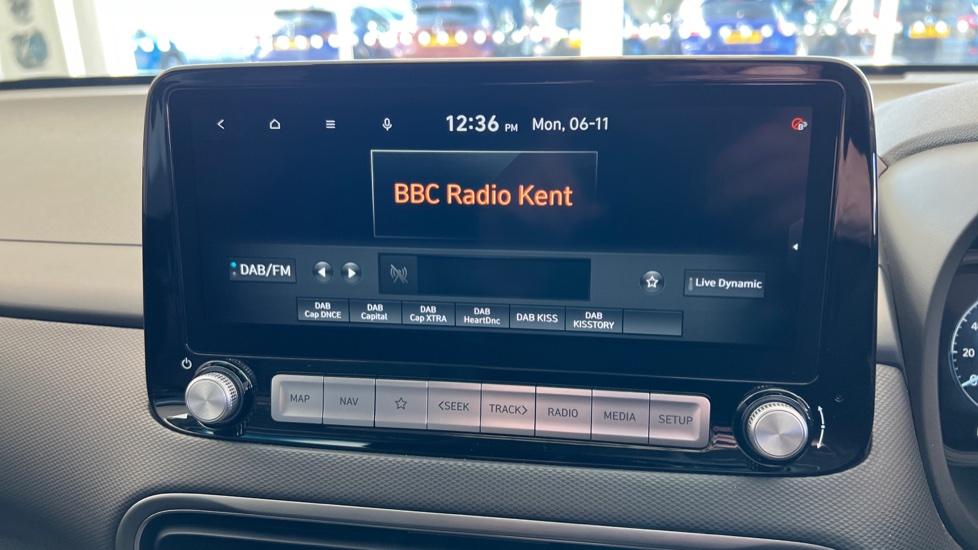 12:36 PM Mon, 06-11
BBC Radio Kent
DAB/FM
Live Dynamic
DAB
Cap DNCE
DAB
Capital
DAB
Cap XTRA
DAB
HeartDnc
DAB KISS
DAB
KISSTORY
MAP NAV <SEEK TRACK> RADIO MEDIA SETUP
20